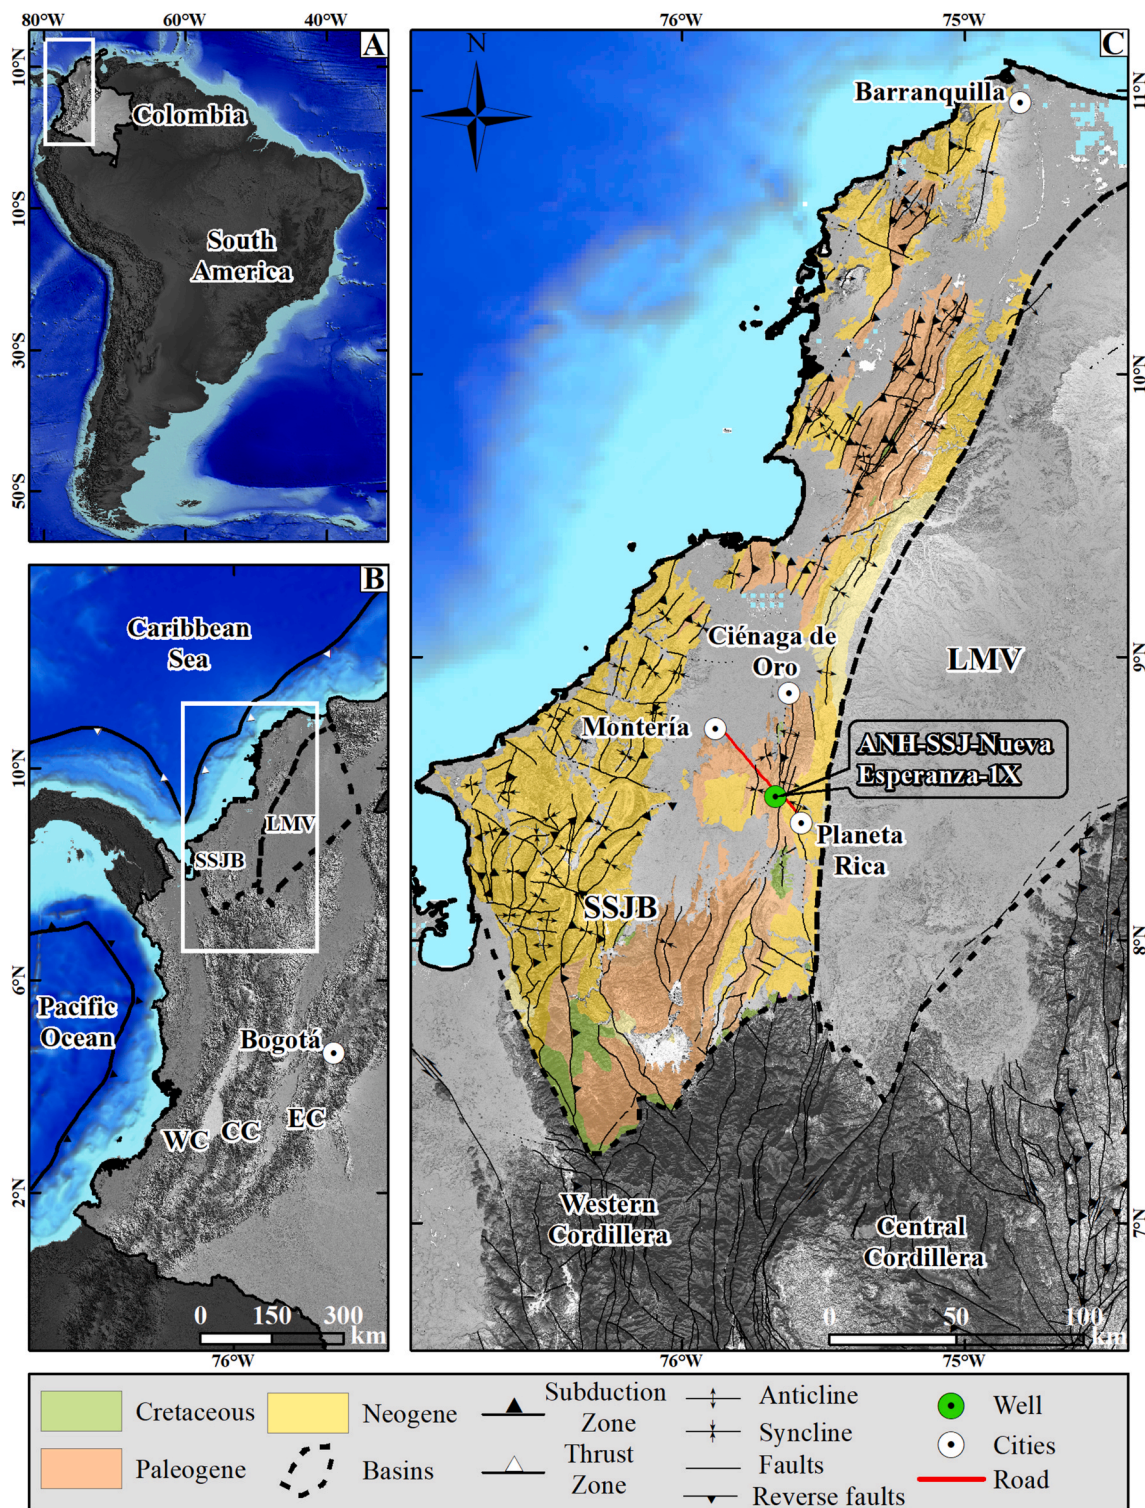 80°W
60°W
40°W
A
10°N
10°S
30°S
50°S
Colombia
South
America
B
Caribbean
Sea
10°N
6°N
2°N
LMV
SSJB
Pacific
Ocean
Bogotá
WC
CC
EC
0
150
300
km
76°W
76°W
75°W
C
N
Barranquilla
11°N
10°N
9°N
8°N
7°N
Ciénaga de
Oro
LMV
Montería
ANH-SSJ-Nueva
Esperanza-1X
Planeta
Rica
SSJB
Western
Cordillera
Central
Cordillera
0
50
100
km
76°W
75°W
Cretaceous
Paleogene
Neogene
Basins
Subduction
Zone
Thrust
Zone
Anticline
Syncline
Faults
Reverse faults
Well
Cities
Road